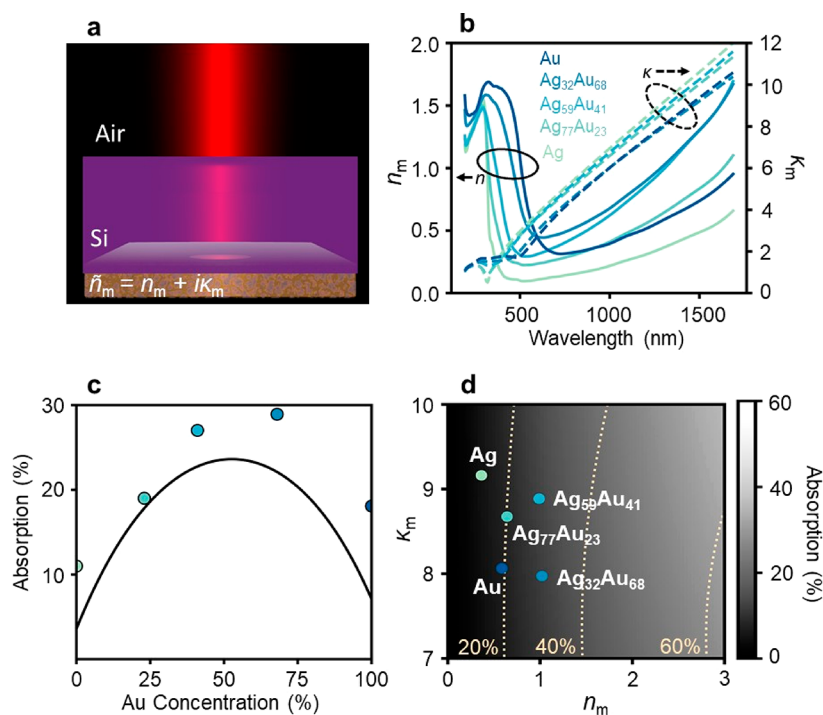 a
Air
Si
ñm = nm + iκm
b
2.0
1.5
1.0
0.5
0.0
nm
Au
Ag32Au68
Ag59Au41
Ag77Au23
Ag
κ
n
12
10
8
6
4
2
0
κm
500
1000
1500
Wavelength (nm)
c
30
20
10
Absorption (%)
0
25
50
75
100
Au Concentration (%)
d
10
9
8
7
κm
Ag
Ag59Au41
Ag77Au23
Au
Ag32Au68
20%
40%
60%
0
1
2
3
nm
60
40
20
0
Absorption (%)